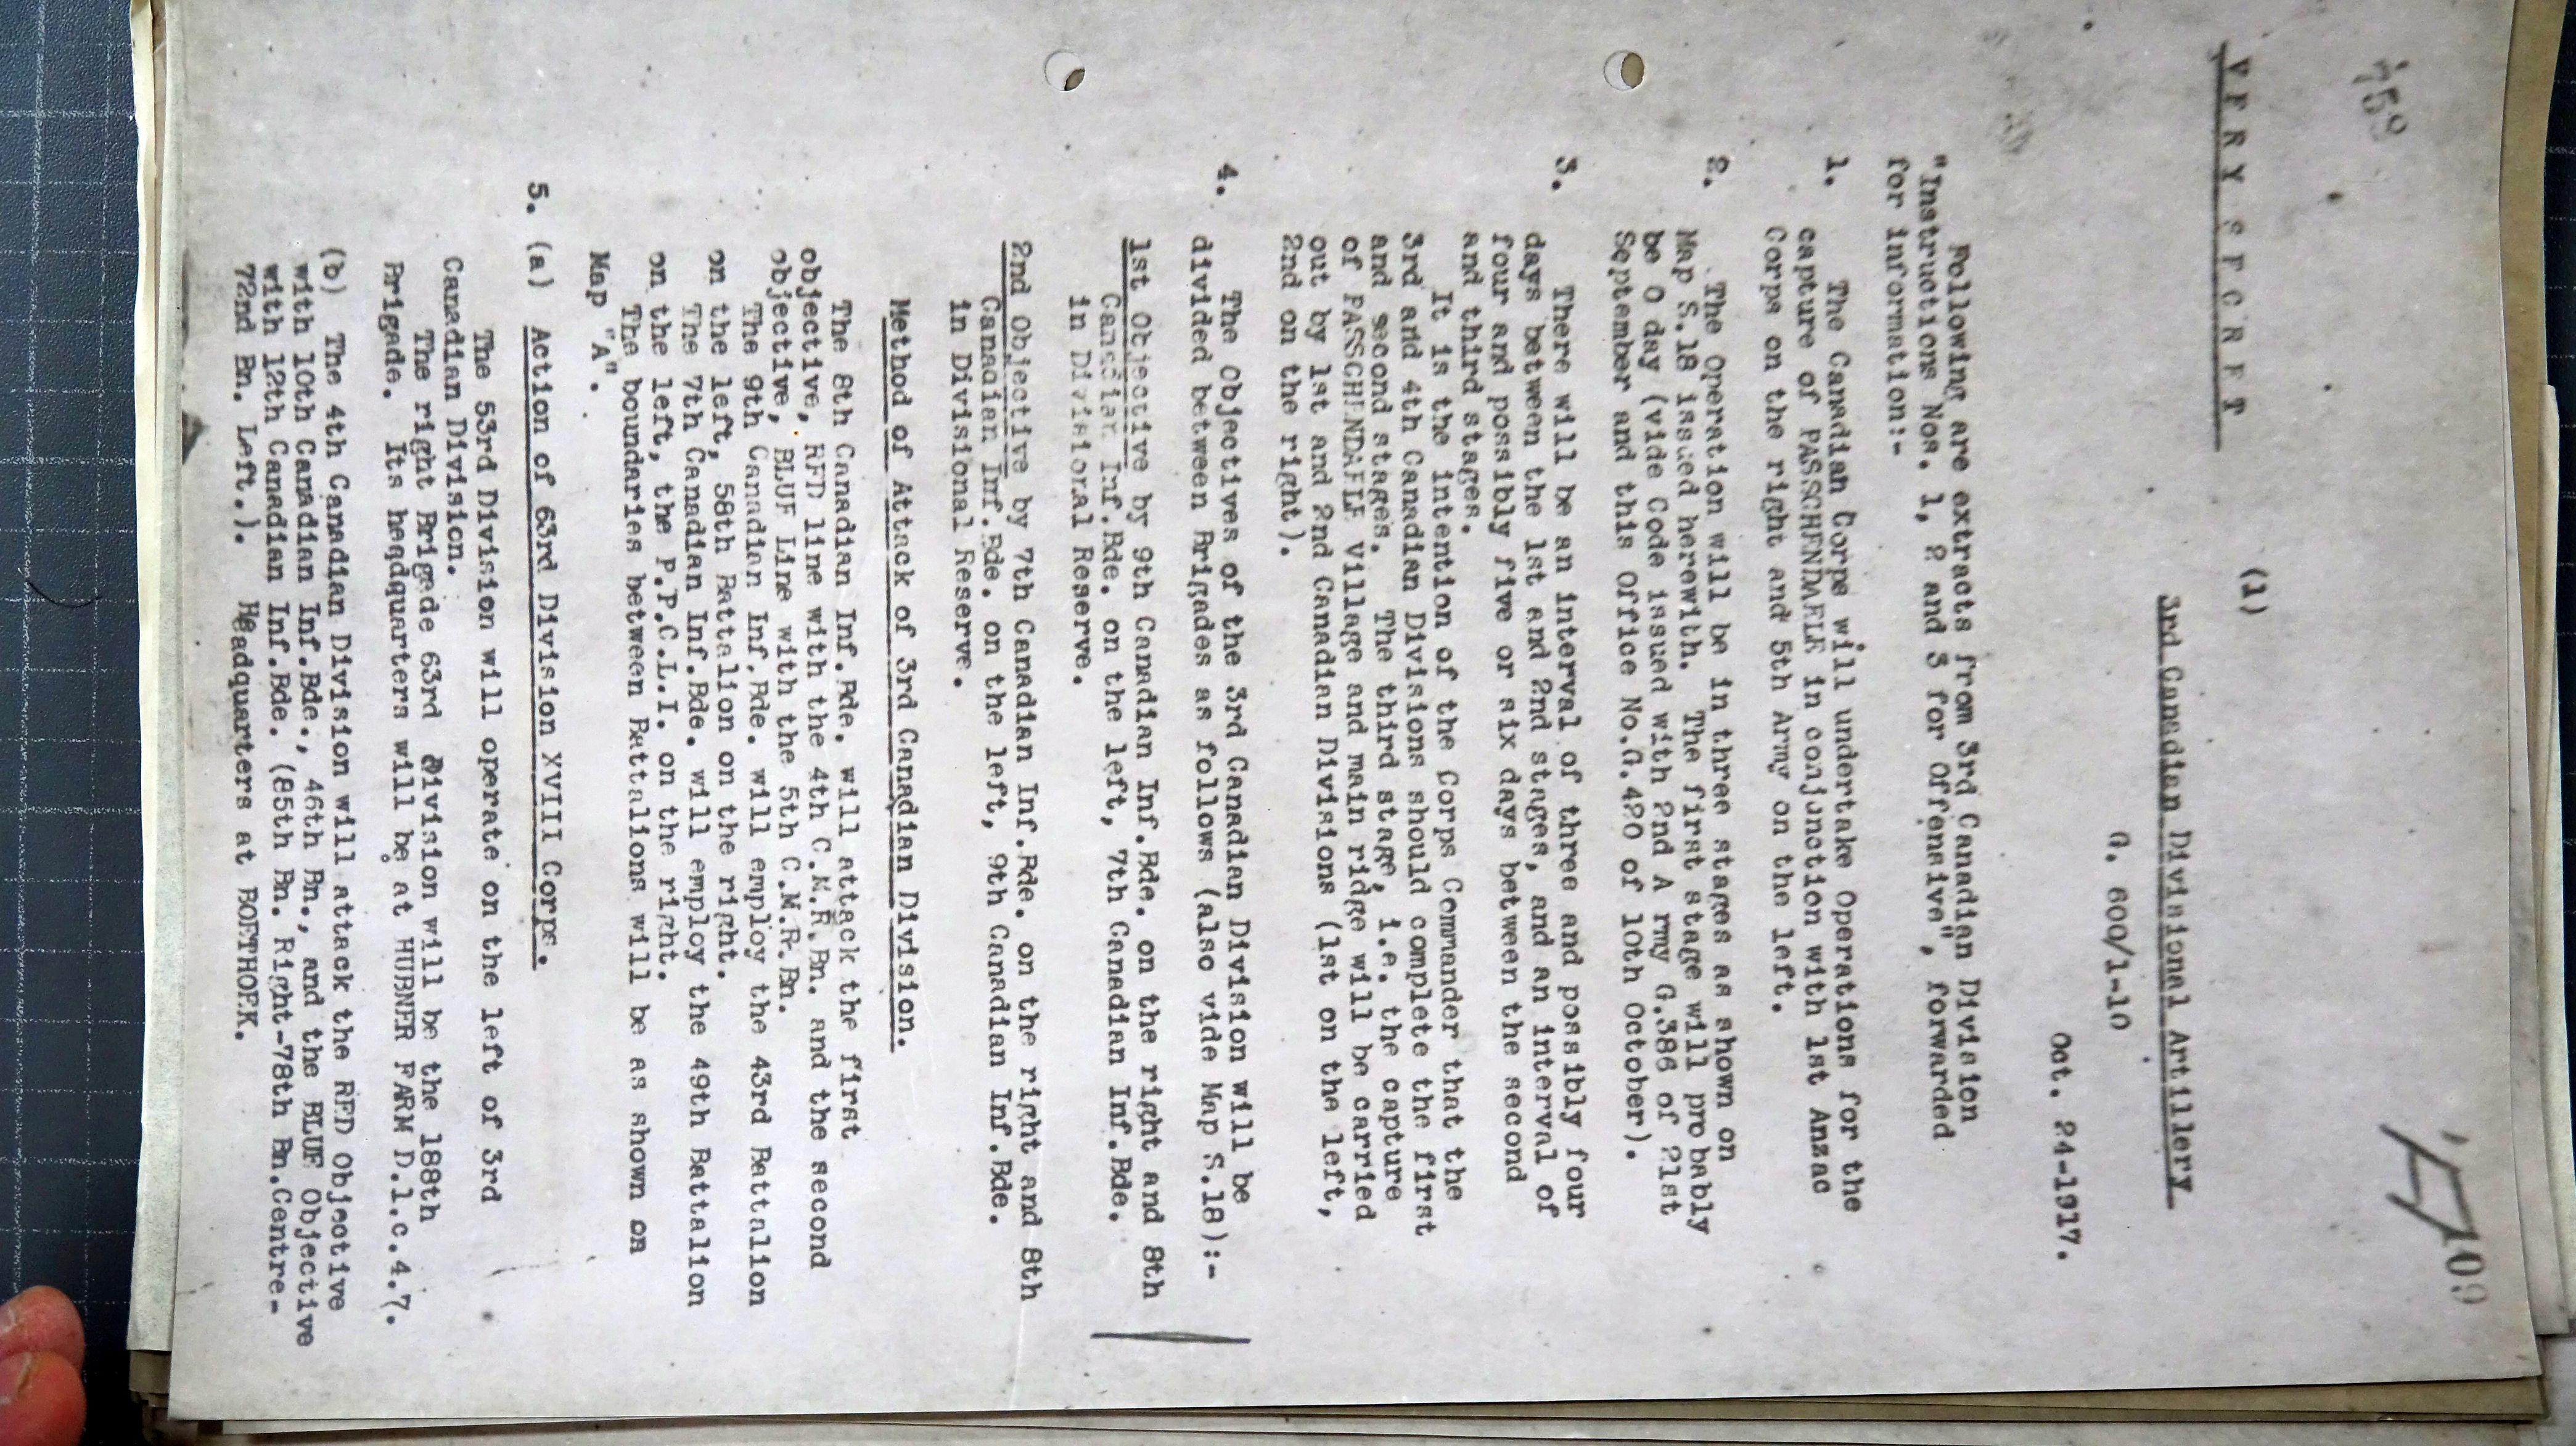 759
109
(1)
VERY SECRET
3rd Canadian Divisional Artillery
G. 600/1-10
Oct. 24-1917.
Following are extracts from 3rd Canadian Division
"Instructions Nos. 1, 2 and 3 for Offensive", forwarded
for information:-
1. The Canadian Corps will undertake Operations for the
capture of PASSCHENDAELE in conjunction with 1st Anzac
Corps on the right and 5th Army on the left.
2. The Operation will be in three stages as shown on
Map S.18 issued herewith. The first stage will probably
be O day (vide Code issued with 2nd A rmy G.386 of 21st
September and this Office No.G.420 of 10th October).
3. There will be an interval of three and possibly four
days between the 1st and 2nd stages, and an interval of
four and possibly five or six days between the second
and third stages.
It is the intention of the Corps Commander that the
3rd and 4th Canadian Divisions should complete the first
and second stages. The third stage, i.e. the capture
of PASSCHENDAELE Village and main ridge will be carried
out by 1st and 2nd Canadian Divisions (1st on the left,
2nd on the right).
4. The Objectives of the 3rd Canadian Division will be
divided between Brigades as follows (also vide Map S.18):-
1st Objective by 9th Canadian Inf.Bde. on the right and 8th
Canadian Inf.Bde. on the left, 7th Canadian Inf.Bde.
in Divisional Reserve.
2nd Objective by 7th Canadian Inf.Bde. on the right and 8th
Canadian Inf.Bde. on the left, 9th Canadian Inf.Bde.
in Divisional Reserve.
Method of Attack of 3rd Canadian Division.
The 8th Canadian Inf.Bde. will attack the first
objective, RED line with the 4th C.M.R.Bn. and the second
objective, BLUE Line with the 5th C.M.R.Bn.
The 9th Canadian Inf.Bde. will employ the 43rd Battalion
on the left, 58th Battalion on the right.
The 7th Canadian Inf.Bde. will employ the 49th Battalion
on the left, the P.P.C.L.I. on the right.
The boundaries between Battalions will be as shown on
Map "A".
5. (a) Action of 63rd Division XVIII Corps.
The 53rd Division will operate on the left of 3rd
Canadian Division.
The right Brigade 63rd Division will be the 188th
Brigade. Its headquarters will be at HUBNER FARM D.1.c.4.7.
(b) The 4th Canadian Division will attack the RED Objective
with 10th Canadian Inf.Bde., 46th Bn., and the BLUE Objective
with 12th Canadian Inf.Bde. (85th Bn. Right-78th Bn.Centre-
72nd Bn. Left.). Headquarters at BOETHOEK.